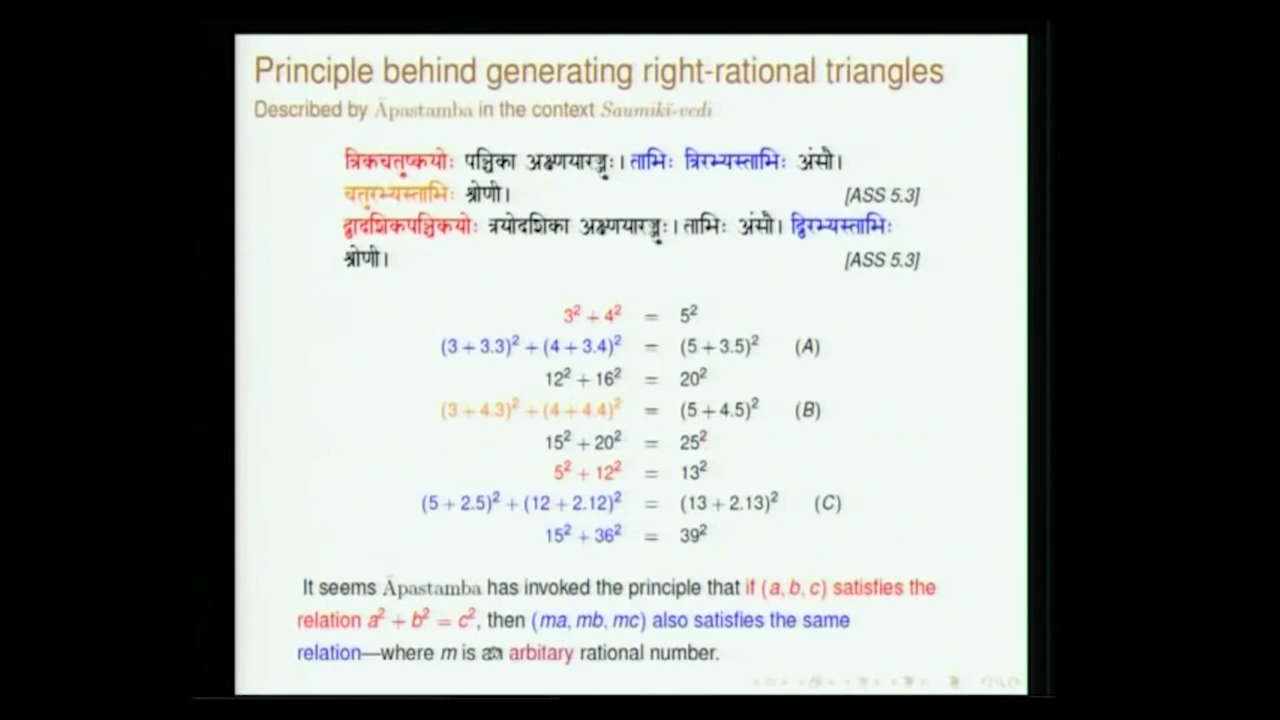 Principle behind generating right-rational triangles
Described by Āpastamba in the context Saumikī-vedi
त्रिकचतुष्कयोः पञ्चिका अक्ष्णयारज्जुः। ताभिः त्रिरभ्यस्ताभिः अंसौ।
चतुरभ्यस्ताभिः श्रोणी। [ASS 5.3]
द्वादशिकपञ्चिकयोः त्रयोदशिका अक्ष्णयारज्जुः। ताभिः अंसौ। द्विरभ्यस्ताभिः
श्रोणी। [ASS 5.3]
3² + 4² = 5²
(3 + 3.3)² + (4 + 3.4)² = (5 + 3.5)² (A)
12² + 16² = 20²
(3 + 4.3)² + (4 + 4.4)² = (5 + 4.5)² (B)
15² + 20² = 25²
5² + 12² = 13²
(5 + 2.5)² + (12 + 2.12)² = (13 + 2.13)² (C)
15² + 36² = 39²
It seems Āpastamba has invoked the principle that if (a, b, c) satisfies the
relation a² + b² = c², then (ma, mb, mc) also satisfies the same
relation—where m is an arbitary rational number.